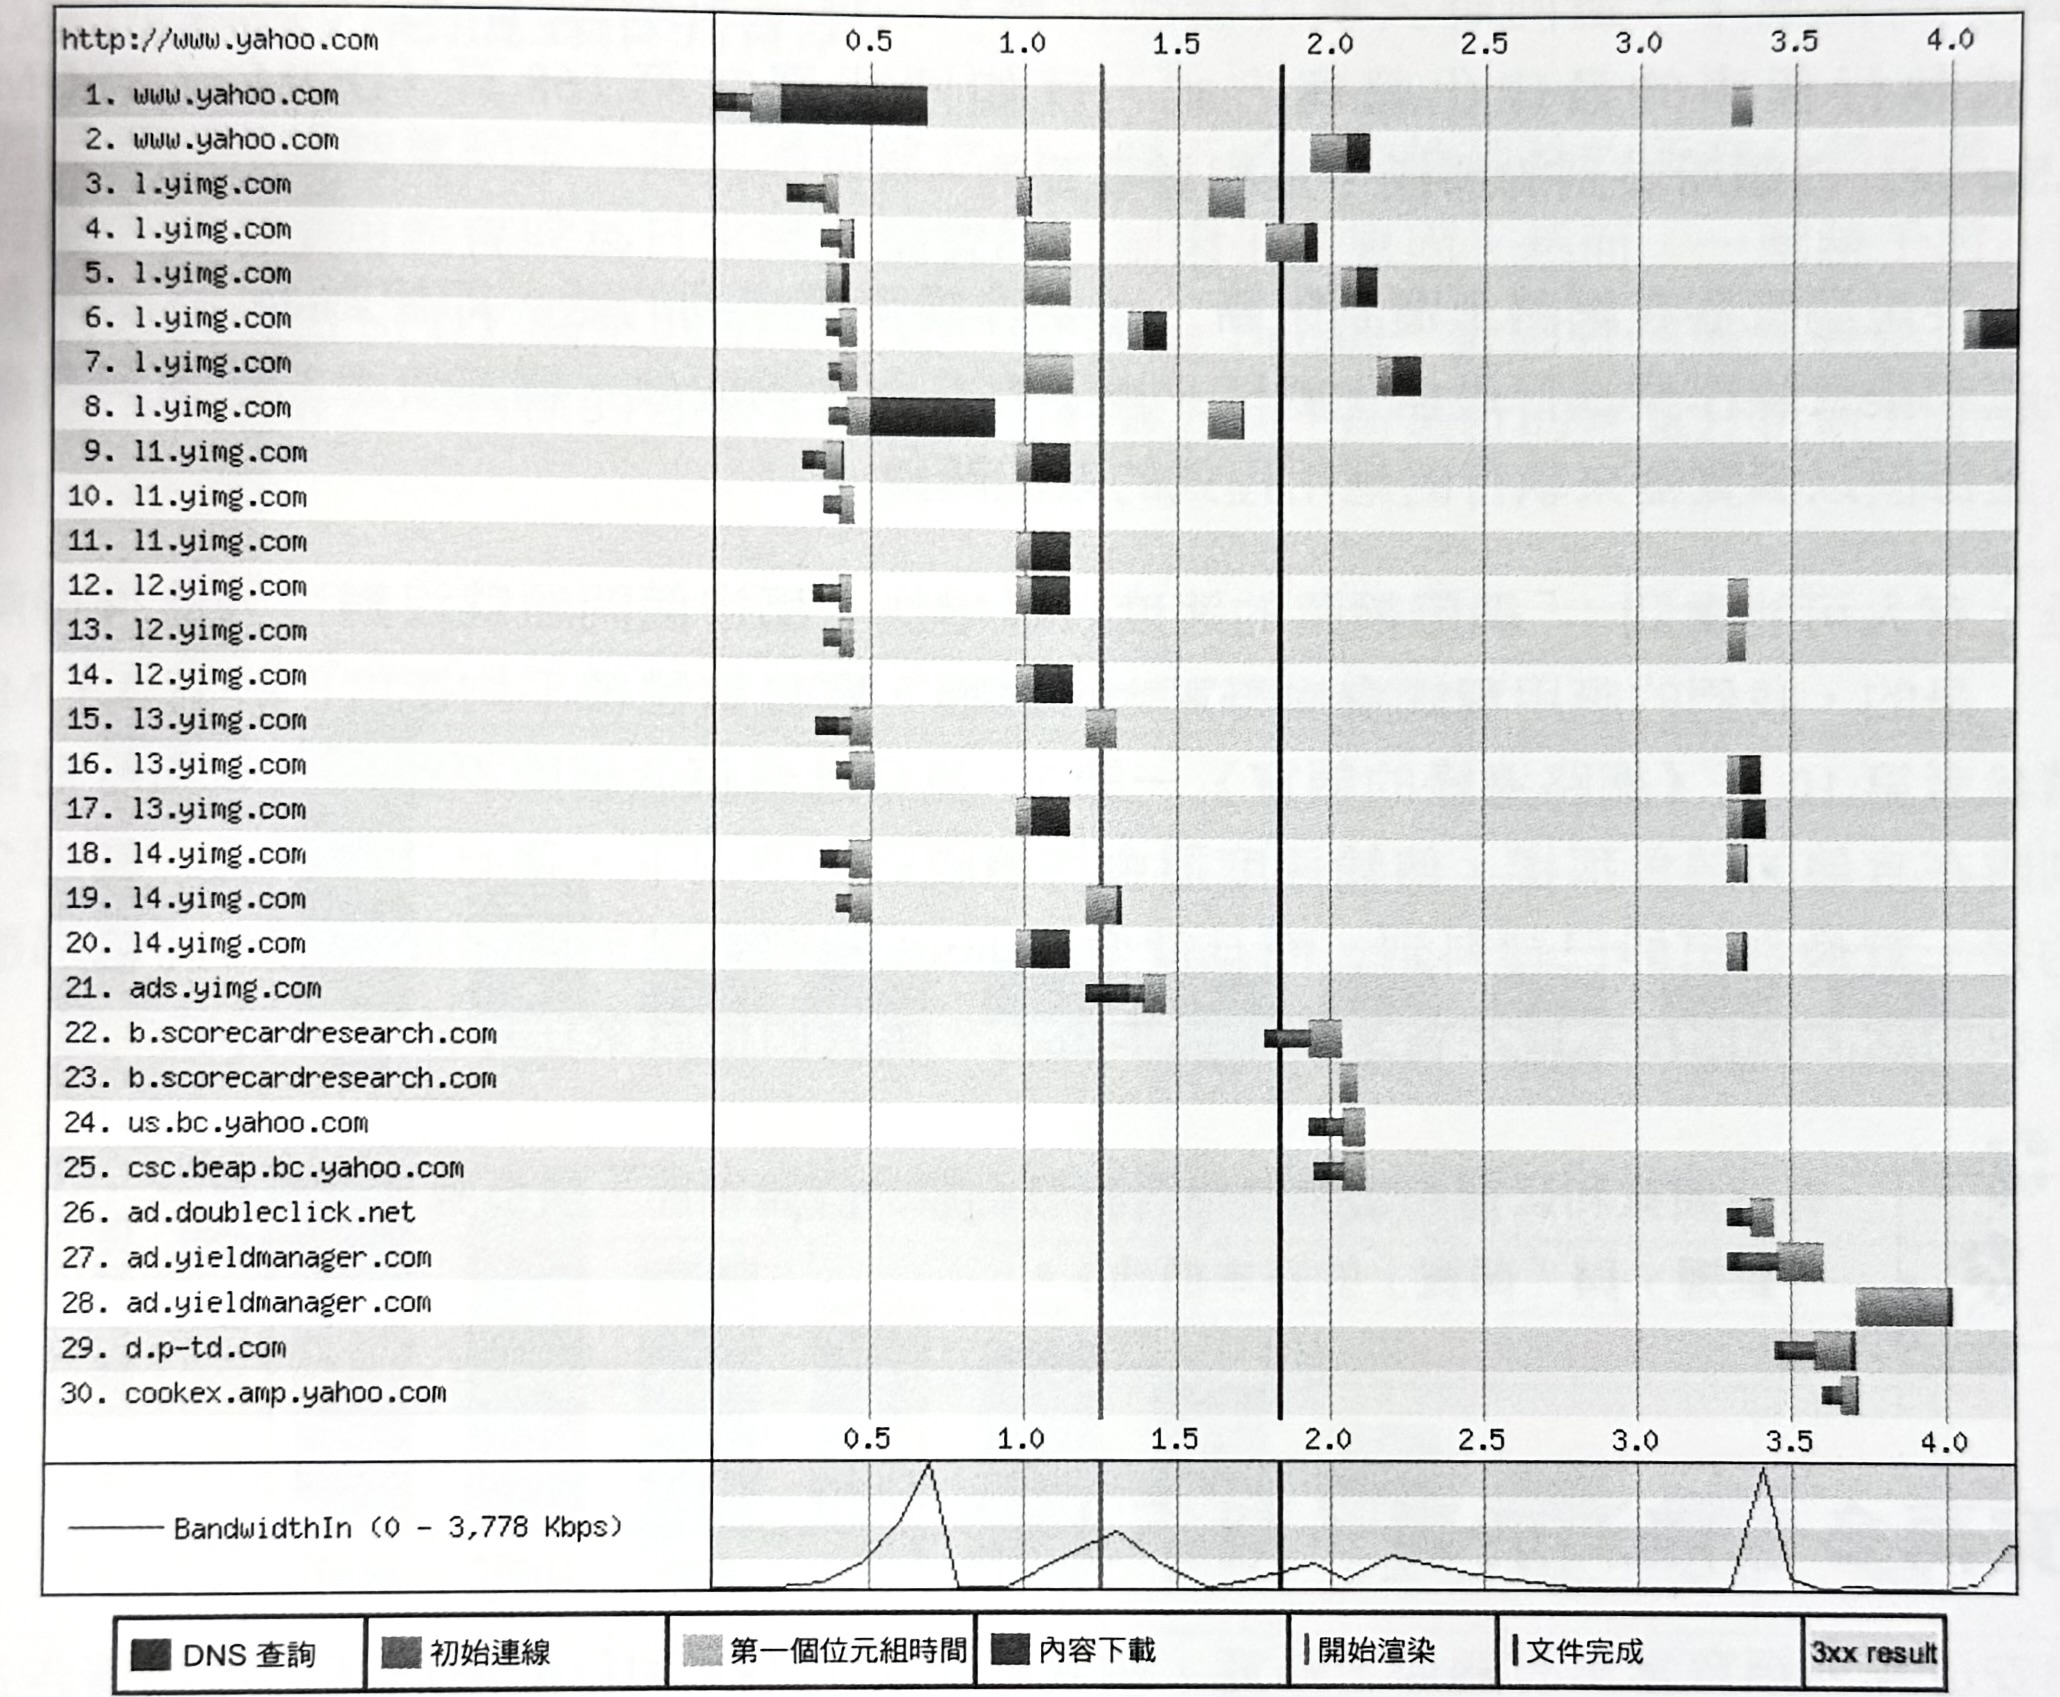 http://www.yahoo.com 0.5 1.0 1.5 2.0 2.5 3.0 3.5 4.0
1. www.yahoo.com
2. www.yahoo.com
3. l.yimg.com
4. l.yimg.com
5. l.yimg.com
6. l.yimg.com
7. l.yimg.com
8. l.yimg.com
9. l1.yimg.com
10. l1.yimg.com
11. l1.yimg.com
12. l2.yimg.com
13. l2.yimg.com
14. l2.yimg.com
15. l3.yimg.com
16. l3.yimg.com
17. l3.yimg.com
18. l4.yimg.com
19. l4.yimg.com
20. l4.yimg.com
21. ads.yimg.com
22. b.scorecardresearch.com
23. b.scorecardresearch.com
24. us.bc.yahoo.com
25. csc.beap.bc.yahoo.com
26. ad.doubleclick.net
27. ad.yieldmanager.com
28. ad.yieldmanager.com
29. d.p-td.com
30. cookex.amp.yahoo.com
0.5 1.0 1.5 2.0 2.5 3.0 3.5 4.0
BandwidthIn (0 - 3,778 Kbps)
DNS 查詢 初始連線 第一個位元組時間 內容下載 開始渲染 文件完成 3xx result